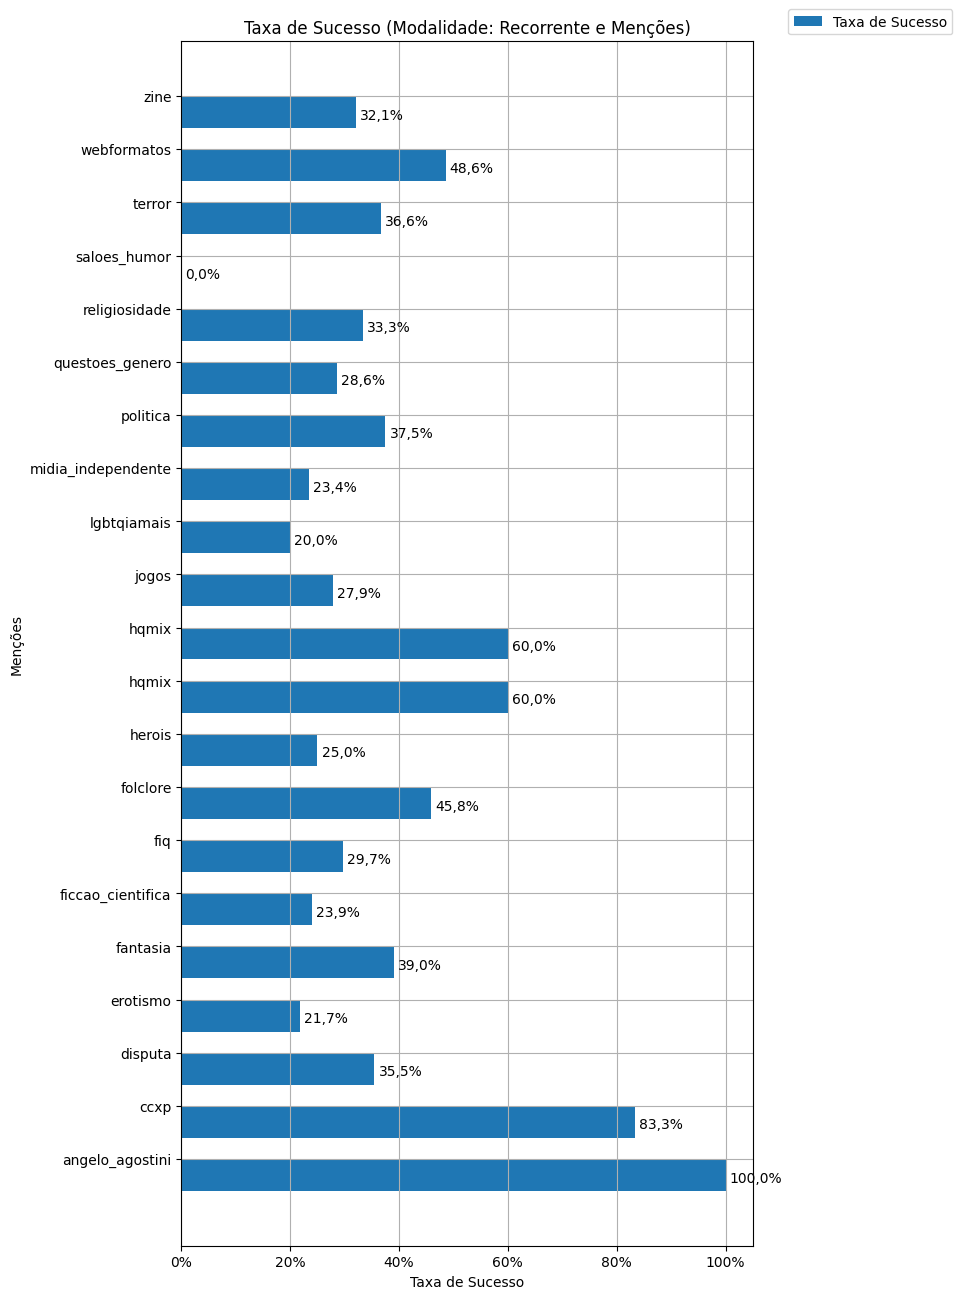 Taxa de Sucesso (Modalidade: Recorrente e Menções)
Taxa de Sucesso
zine
32,1%
webformatos
48,6%
terror
36,6%
saloes_humor
0,0%
religiosidade
33,3%
questoes_genero
28,6%
politica
37,5%
midia_independente
23,4%
lgbtqiamais
20,0%
jogos
27,9%
hqmix
60,0%
hqmix
60,0%
herois
25,0%
folclore
45,8%
fiq
29,7%
ficcao_cientifica
23,9%
fantasia
39,0%
erotismo
21,7%
disputa
35,5%
ccxp
83,3%
angelo_agostini
100,0%
Menções
0% 20% 40% 60% 80% 100%
Taxa de Sucesso